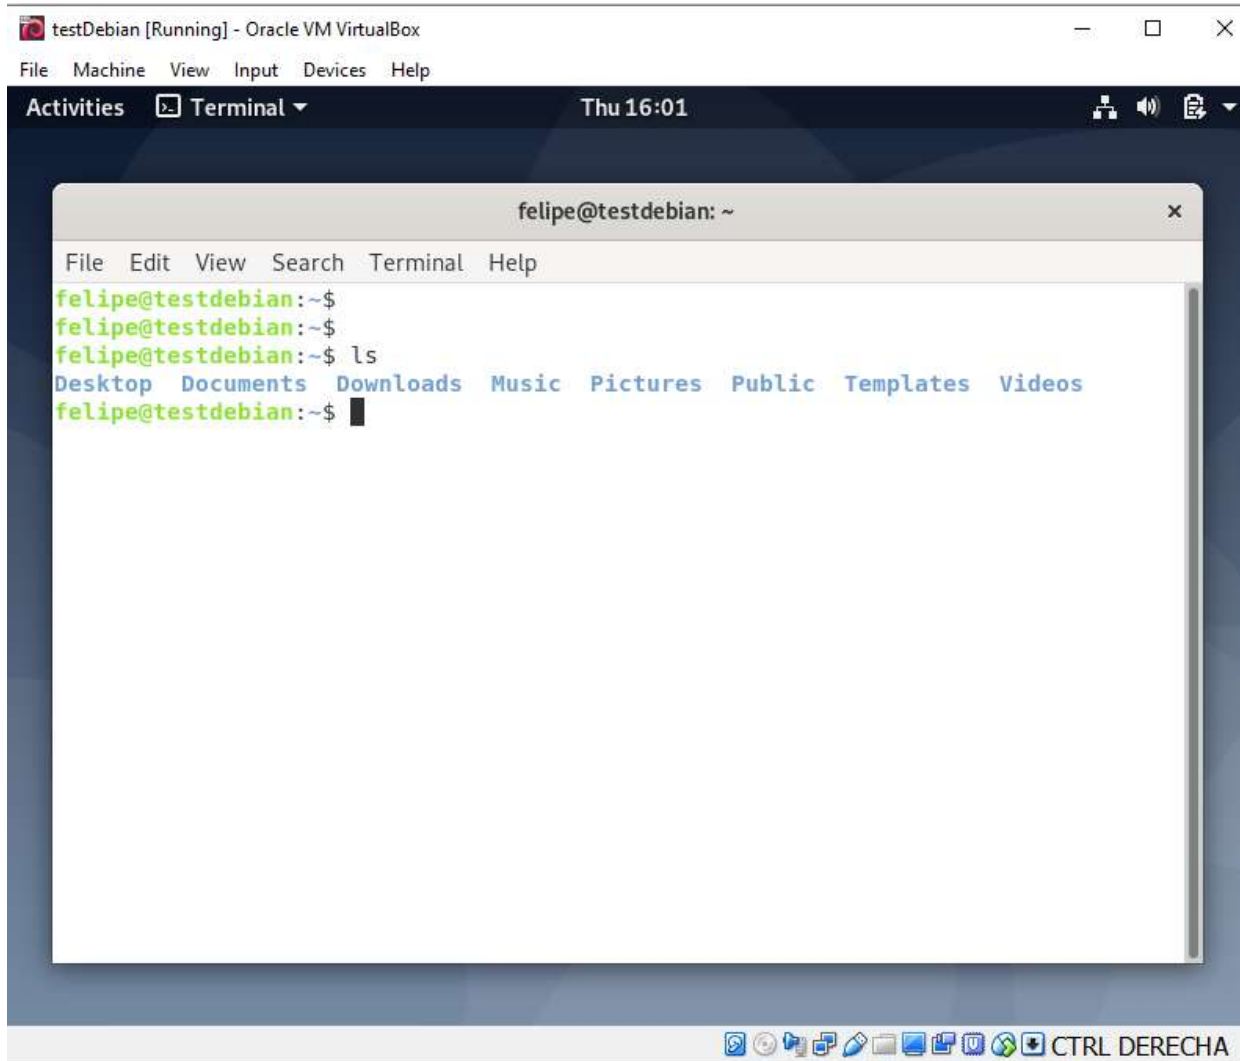 testDebian [Running] - Oracle VM VirtualBox
File Machine View Input Devices Help
Activities Terminal Thu 16:01
felipe@testdebian: ~
File Edit View Search Terminal Help
felipe@testdebian:~$
felipe@testdebian:~$
felipe@testdebian:~$ ls
Desktop Documents Downloads Music Pictures Public Templates Videos
felipe@testdebian:~$
CTRL DERECHA